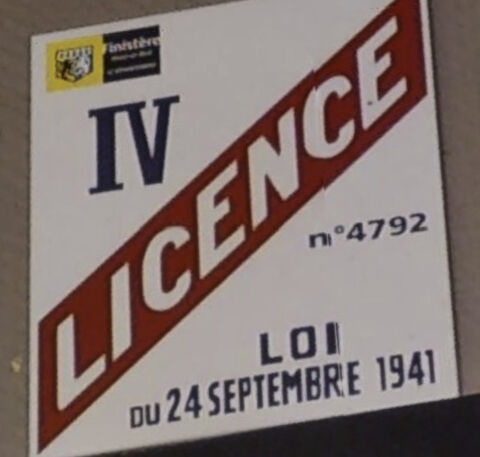 Finistère
IV
LICENCE
n°4792
LOI
DU 24 SEPTEMBRE 1941